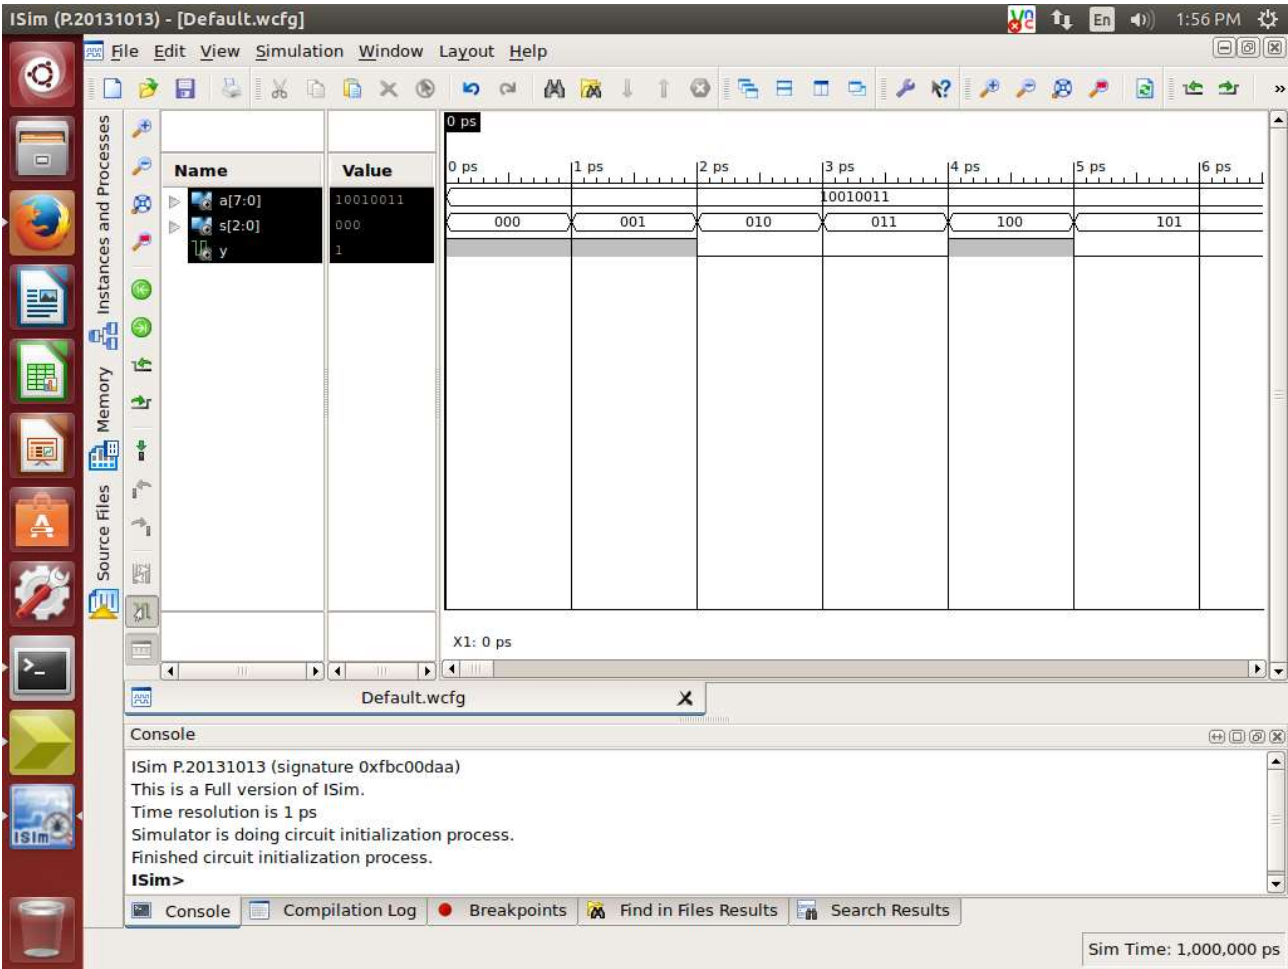 ISim (P.20131013) - [Default.wcfg]
En
1:56 PM
File Edit View Simulation Window Layout Help
»
Instances and Processes
Memory
Source Files
Name
Value
a[7:0]
10010011
s[2:0]
000
y
1
0 ps
0 ps 1 ps 2 ps 3 ps 4 ps 5 ps 6 ps
10010011
000 001 010 011 100 101
X1: 0 ps
Default.wcfg
Console
ISim P.20131013 (signature 0xfbc00daa)
This is a Full version of ISim.
Time resolution is 1 ps
Simulator is doing circuit initialization process.
Finished circuit initialization process.
ISim>
Console Compilation Log Breakpoints Find in Files Results Search Results
Sim Time: 1,000,000 ps
ISim